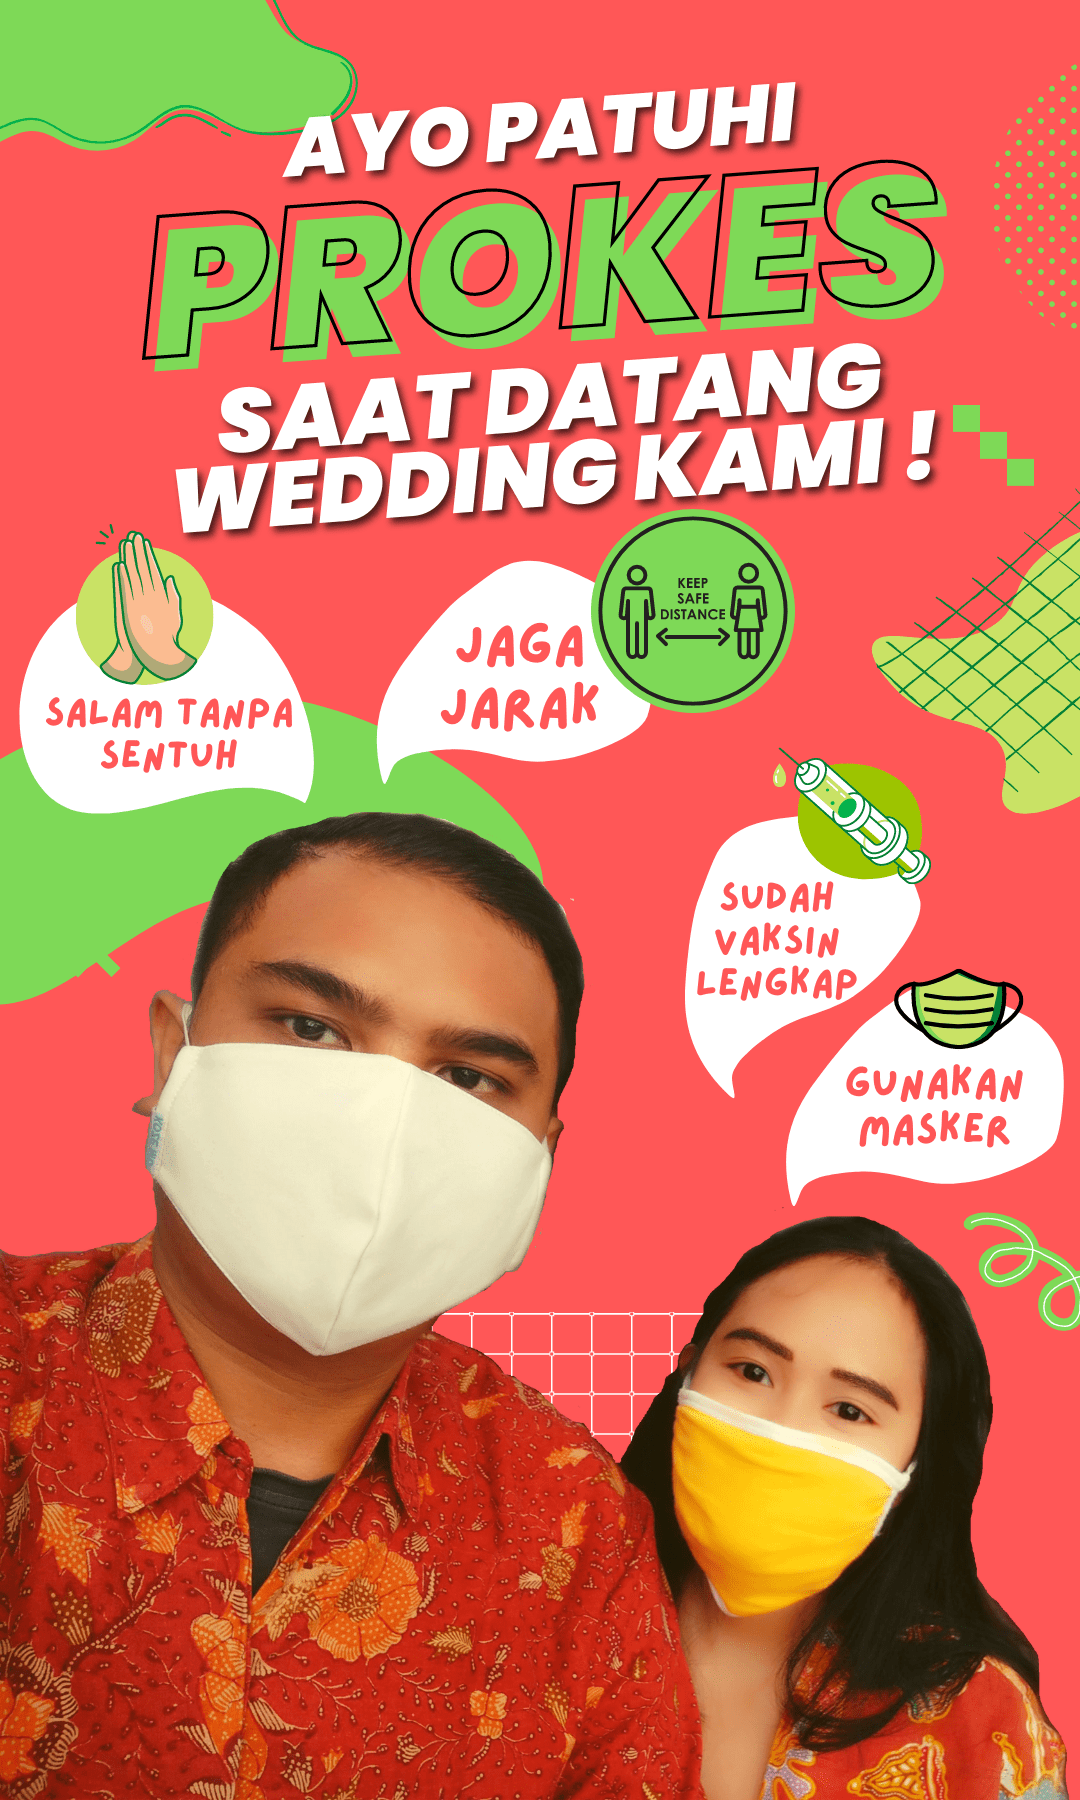 AYO PATUHI
PROKES
SAAT DATANG
WEDDING KAMI !
KEEP
SAFE
DISTANCE
JAGA
JARAK
SALAM TANPA
SENTUH
SUDAH
VAKSIN
LENGKAP
GUNAKAN
MASKER